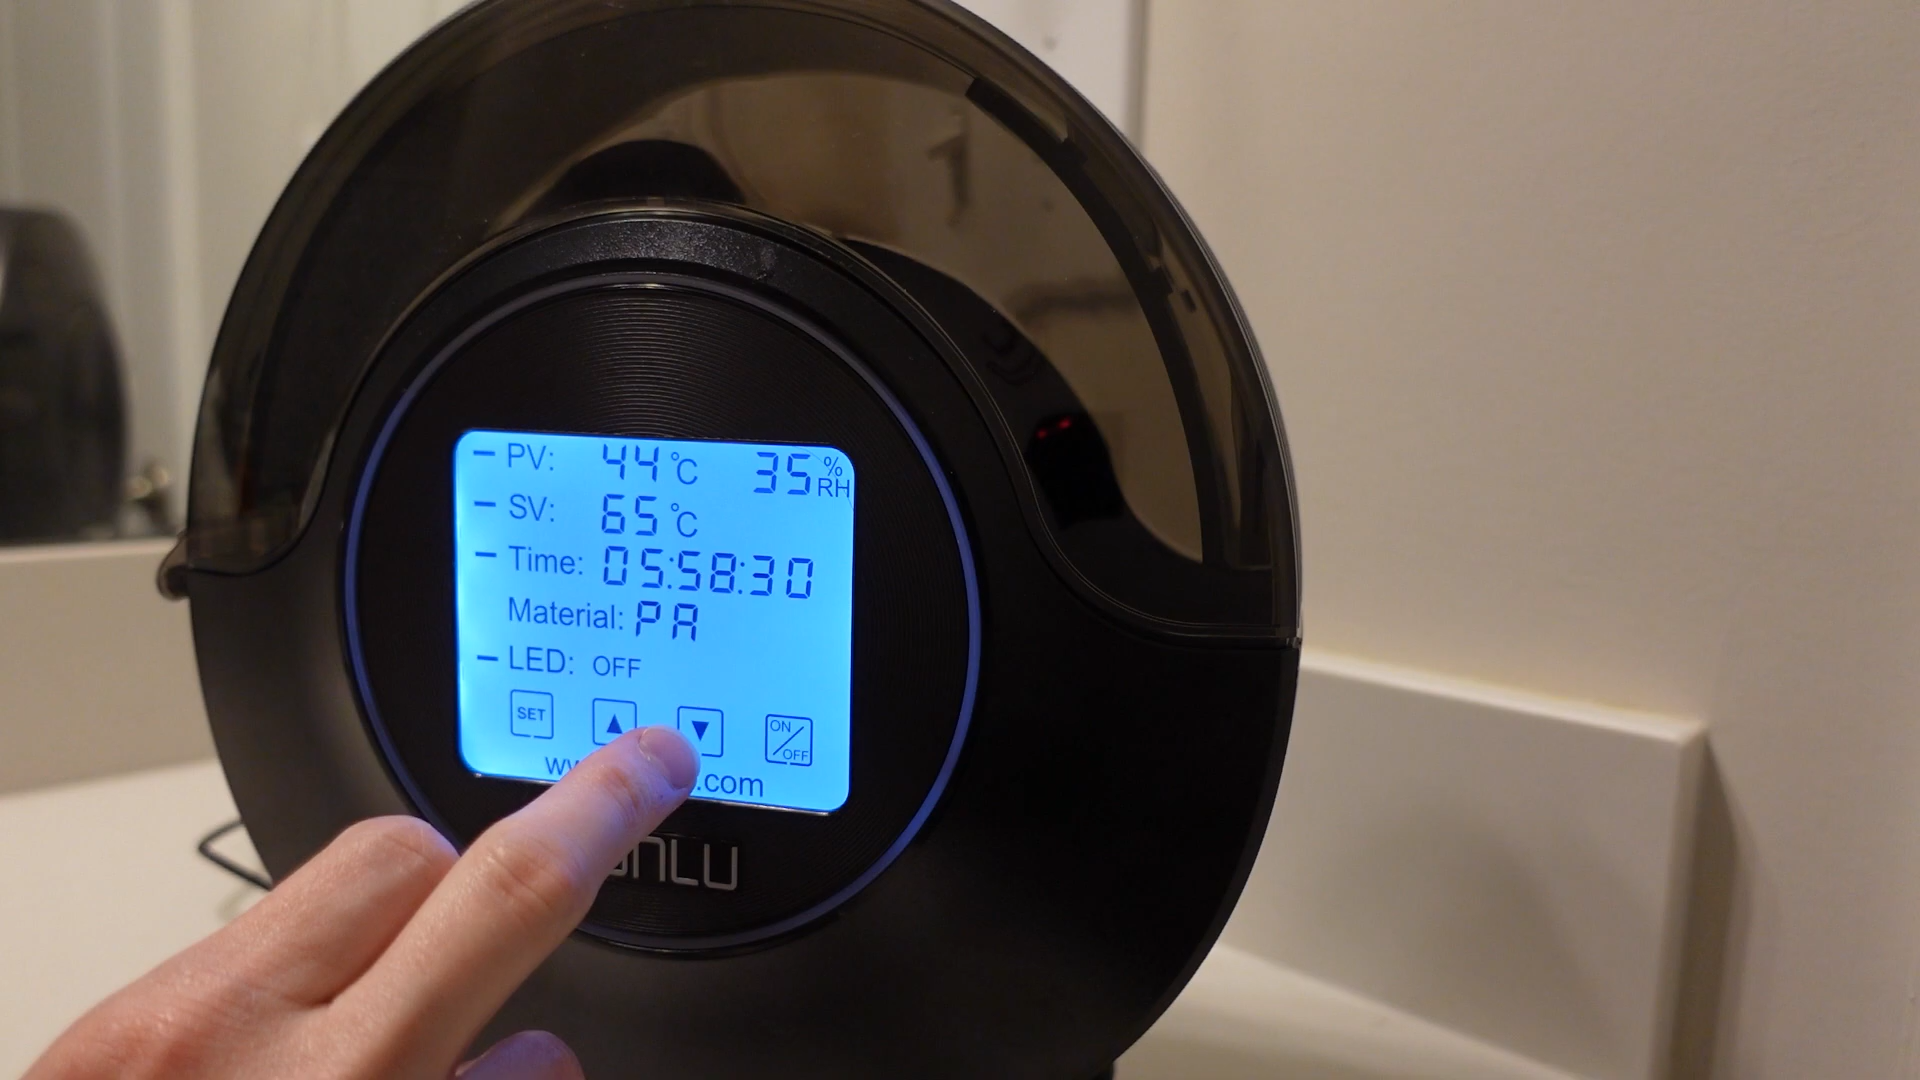 PV: 44°C 35%RH
SV: 65°C
Time: 05:58:30
Material: PA
LED: OFF
SET ▲ ▼ ON/OFF
.com